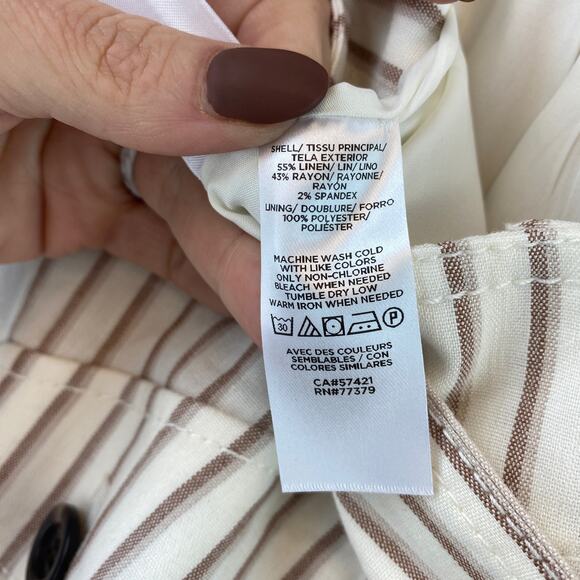 SHELL/ TISSU PRINCIPAL/
TELA EXTERIOR
55% LINEN/ LIN/ LINO
43% RAYON/ RAYONNE/
RAYÓN
2% SPANDEX
LINING/ DOUBLURE/ FORRO
100% POLYESTER/
POLIÉSTER
MACHINE WASH COLD
WITH LIKE COLORS
ONLY NON-CHLORINE
BLEACH WHEN NEEDED
TUMBLE DRY LOW
WARM IRON WHEN NEEDED
30 P
AVEC DES COULEURS
SEMBLABLES / CON
COLORES SIMILARES
CA#57421
RN#77379